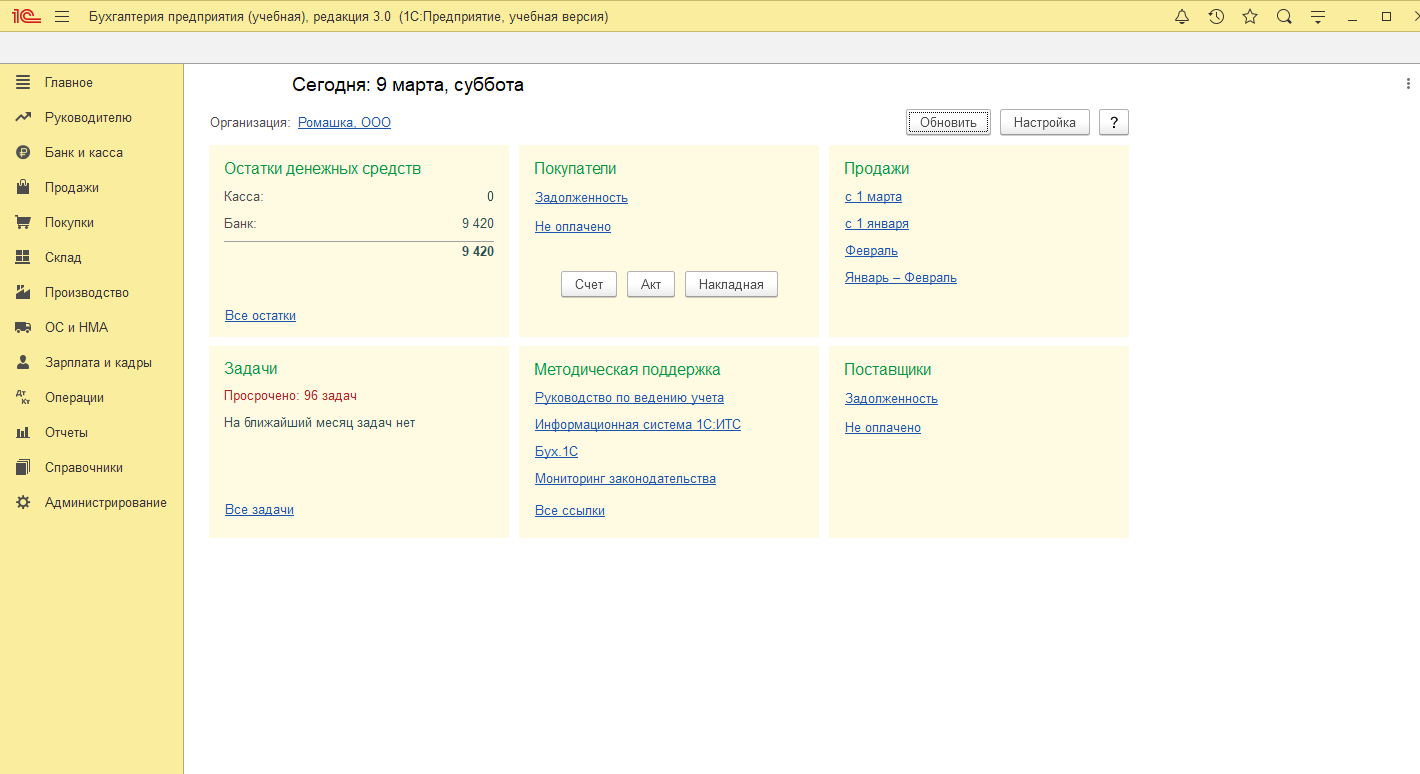 1С Бухгалтерия предприятия (учебная), редакция 3.0 (1С:Предприятие, учебная версия)
Главное
Руководителю
Банк и касса
Продажи
Покупки
Склад
Производство
ОС и НМА
Зарплата и кадры
Дт Кт Операции
Отчеты
Справочники
Администрирование
Сегодня: 9 марта, суббота
Организация: Ромашка, ООО
Обновить Настройка ?
Остатки денежных средств
Касса: 0
Банк: 9 420
9 420
Все остатки
Покупатели
Задолженность
Не оплачено
Счет Акт Накладная
Продажи
с 1 марта
с 1 января
Февраль
Январь – Февраль
Задачи
Просрочено: 96 задач
На ближайший месяц задач нет
Все задачи
Методическая поддержка
Руководство по ведению учета
Информационная система 1С:ИТС
Бух.1С
Мониторинг законодательства
Все ссылки
Поставщики
Задолженность
Не оплачено